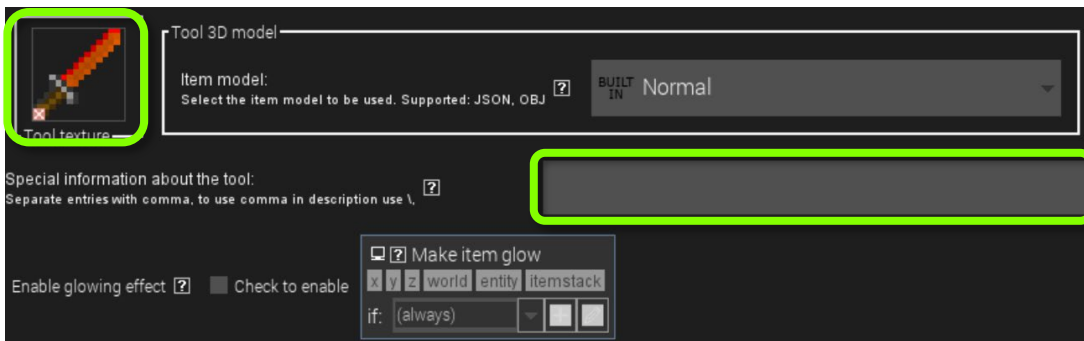 Tool texture
Tool 3D model
Item model:
Select the item model to be used. Supported: JSON, OBJ
?
BUILT IN
Normal
Special information about the tool:
Separate entries with comma, to use comma in description use \,
?
Enable glowing effect ? Check to enable
? Make item glow
x y z world entity itemstack
if: (always)